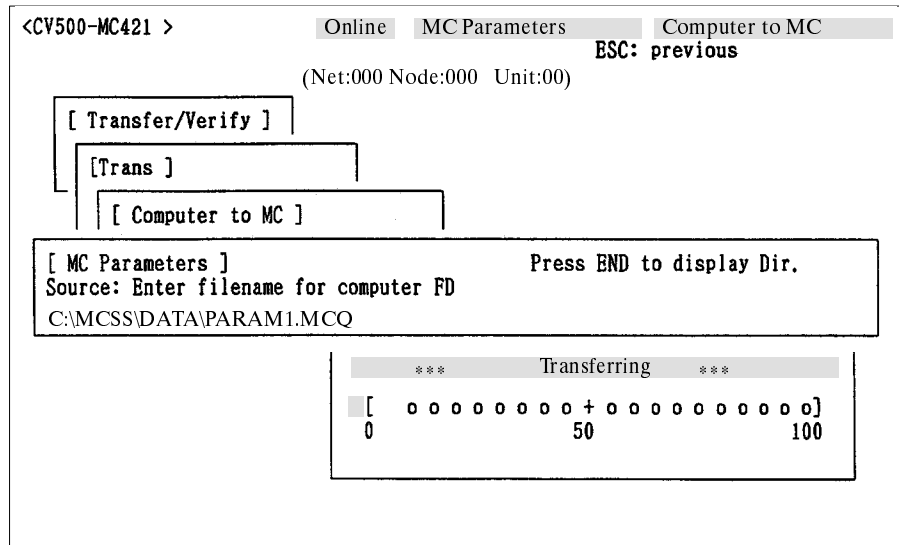 <CV500-MC421 > Online MC Parameters Computer to MC
ESC: previous
(Net:000 Node:000 Unit:00)
[ Transfer/Verify ]
[Trans ]
[ Computer to MC ]
[ MC Parameters ] Press END to display Dir.
Source: Enter filename for computer FD
C:\MCSS\DATA\PARAM1.MCQ
*** Transferring ***
[ o o o o o o o o + o o o o o o o o o o]
0 50 100